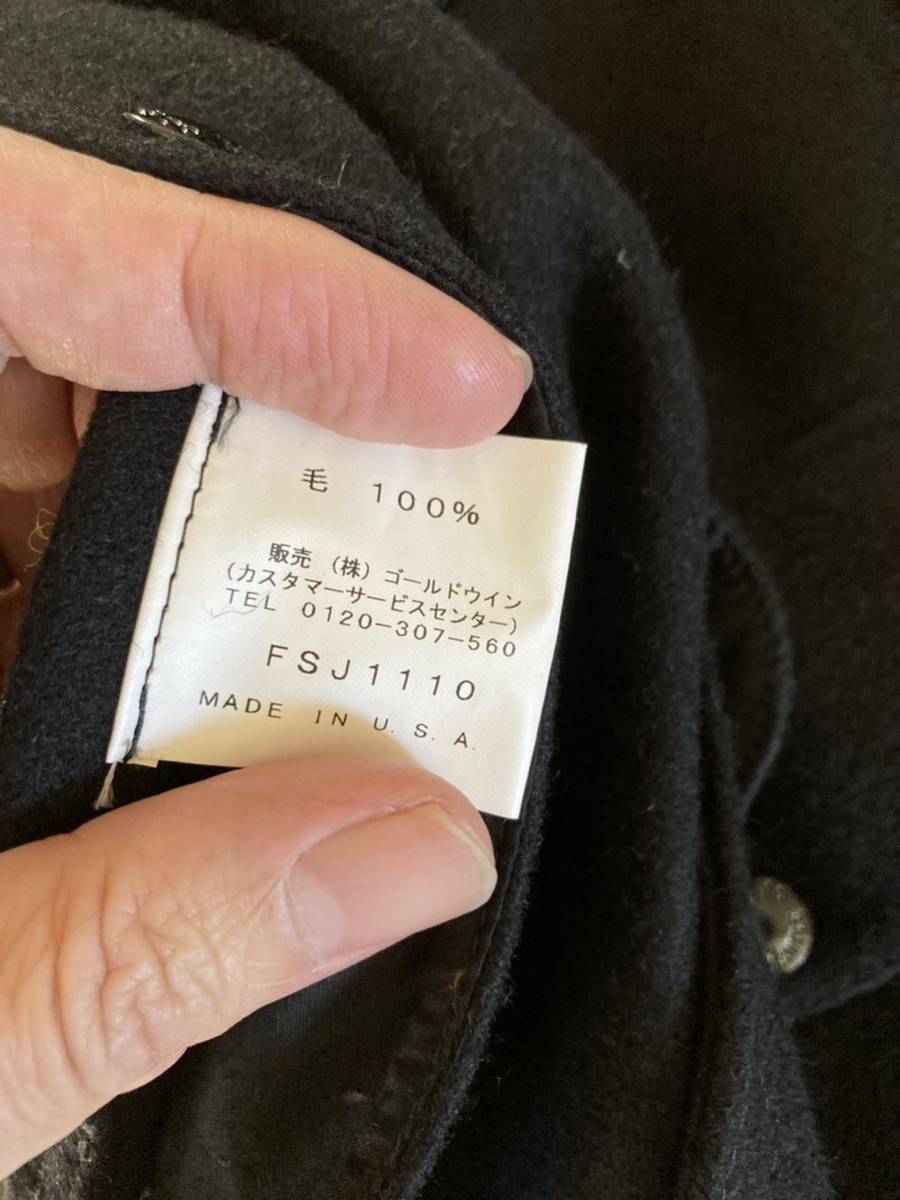 毛 100%
販売 (株) ゴールドウイン
(カスタマーサービスセンター)
TEL 0120-307-560
FSJ1110
MADE IN U.S.A.